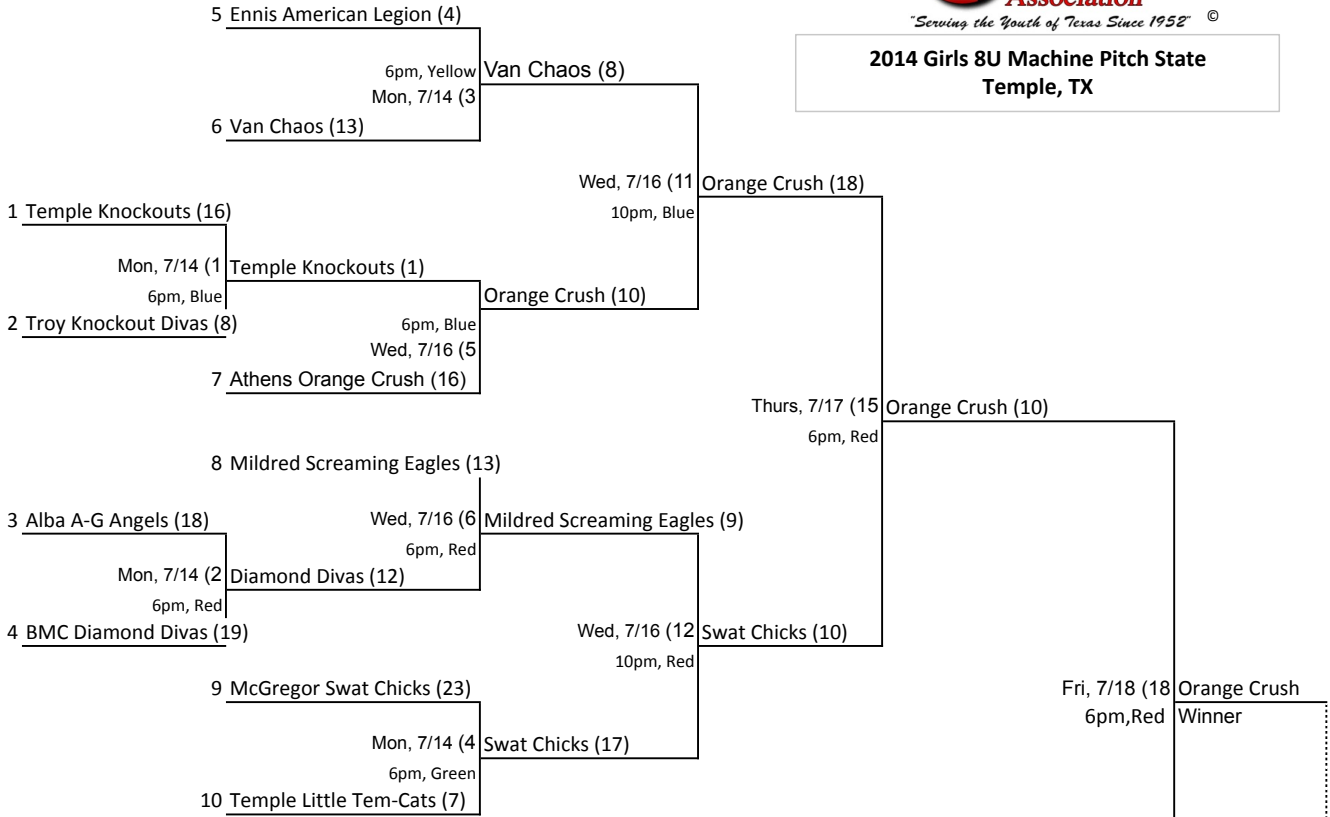 Association
"Serving the Youth of Texas Since 1952" ©
2014 Girls 8U Machine Pitch State
Temple, TX
5 Ennis American Legion (4)
6pm, Yellow Van Chaos (8)
Mon, 7/14 (3
6 Van Chaos (13)
Wed, 7/16 (11 Orange Crush (18)
10pm, Blue
1 Temple Knockouts (16)
Mon, 7/14 (1 Temple Knockouts (1)
6pm, Blue
Orange Crush (10)
2 Troy Knockout Divas (8)
6pm, Blue
Wed, 7/16 (5
7 Athens Orange Crush (16)
Thurs, 7/17 (15 Orange Crush (10)
6pm, Red
8 Mildred Screaming Eagles (13)
3 Alba A-G Angels (18)
Wed, 7/16 (6 Mildred Screaming Eagles (9)
6pm, Red
Mon, 7/14 (2 Diamond Divas (12)
6pm, Red
4 BMC Diamond Divas (19)
Wed, 7/16 (12 Swat Chicks (10)
10pm, Red
9 McGregor Swat Chicks (23)
Fri, 7/18 (18 Orange Crush
6pm,Red Winner
Mon, 7/14 (4 Swat Chicks (17)
6pm, Green
10 Temple Little Tem-Cats (7)